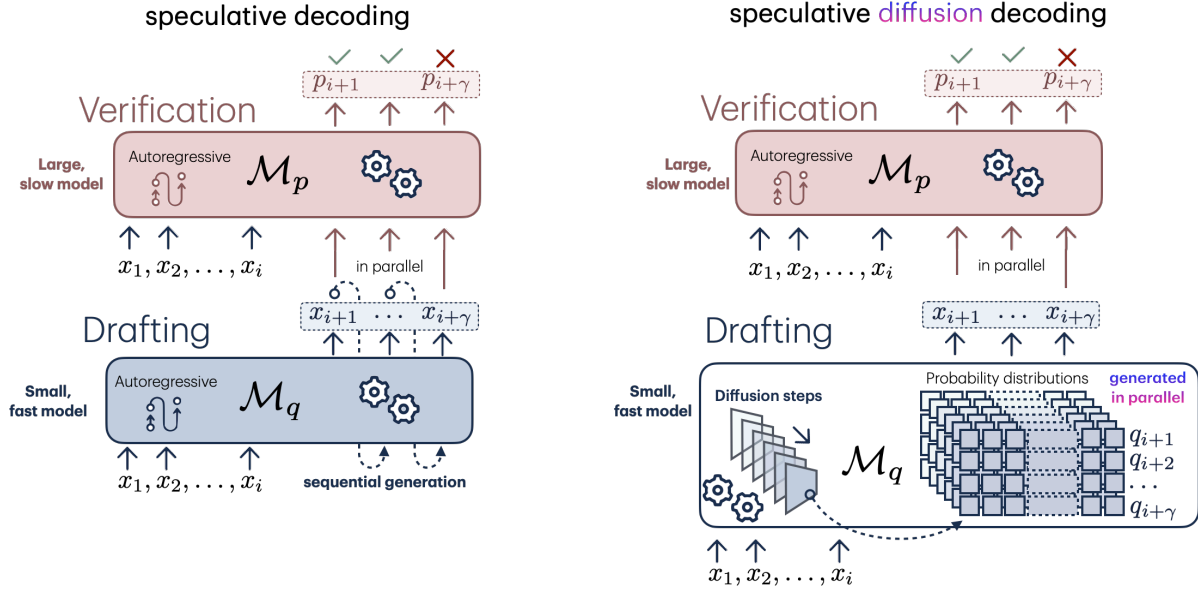 speculative decoding
p_{i+1} p_{i+γ}
Verification
Large,
slow model
Autoregressive
M_p
x_1, x_2, ..., x_i
in parallel
x_{i+1} ... x_{i+γ}
Drafting
Small,
fast model
Autoregressive
M_q
x_1, x_2, ..., x_i
sequential generation
speculative diffusion decoding
p_{i+1} p_{i+γ}
Verification
Large,
slow model
Autoregressive
M_p
x_1, x_2, ..., x_i
in parallel
x_{i+1} ... x_{i+γ}
Drafting
Small,
fast model
Diffusion steps
M_q
Probability distributions
generated
in parallel
q_{i+1}
q_{i+2}
...
q_{i+γ}
x_1, x_2, ..., x_i